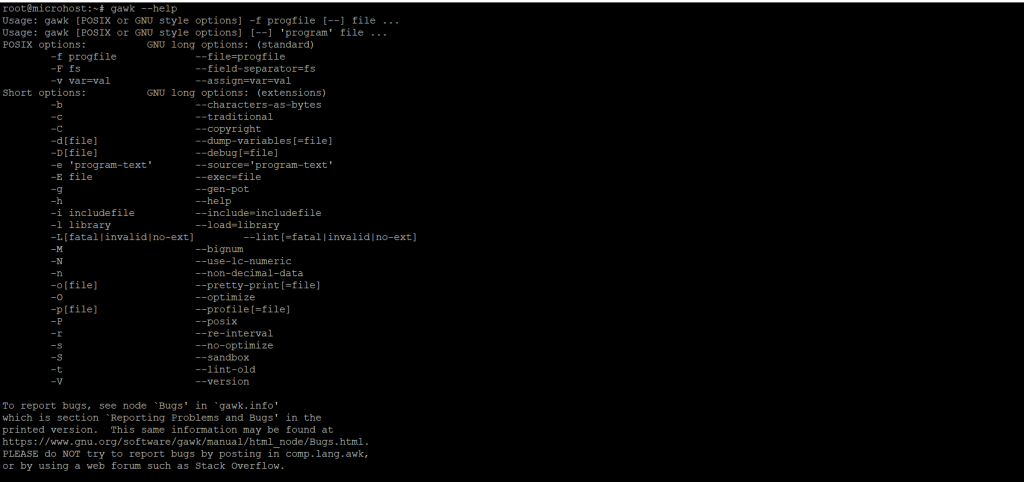 root@microhost:~# gawk --help
Usage: gawk [POSIX or GNU style options] -f progfile [--] file ...
Usage: gawk [POSIX or GNU style options] [--] 'program' file ...
POSIX options:          GNU long options: (standard)
        -f progfile             --file=progfile
        -F fs                   --field-separator=fs
        -v var=val              --assign=var=val
Short options:          GNU long options: (extensions)
        -b                      --characters-as-bytes
        -c                      --traditional
        -C                      --copyright
        -d[file]                --dump-variables[=file]
        -D[file]                --debug[=file]
        -e 'program-text'       --source='program-text'
        -E file                 --exec=file
        -g                      --gen-pot
        -h                      --help
        -i includefile          --include=includefile
        -l library              --load=library
        -L[fatal|invalid|no-ext]        --lint[=fatal|invalid|no-ext]
        -M                      --bignum
        -N                      --use-lc-numeric
        -n                      --non-decimal-data
        -o[file]                --pretty-print[=file]
        -O                      --optimize
        -p[file]                --profile[=file]
        -P                      --posix
        -r                      --re-interval
        -s                      --no-optimize
        -S                      --sandbox
        -t                      --lint-old
        -V                      --version

To report bugs, see node `Bugs' in `gawk.info'
which is section `Reporting Problems and Bugs' in the
printed version.  This same information may be found at
https://www.gnu.org/software/gawk/manual/html_node/Bugs.html.
PLEASE do NOT try to report bugs by posting in comp.lang.awk,
or by using a web forum such as Stack Overflow.